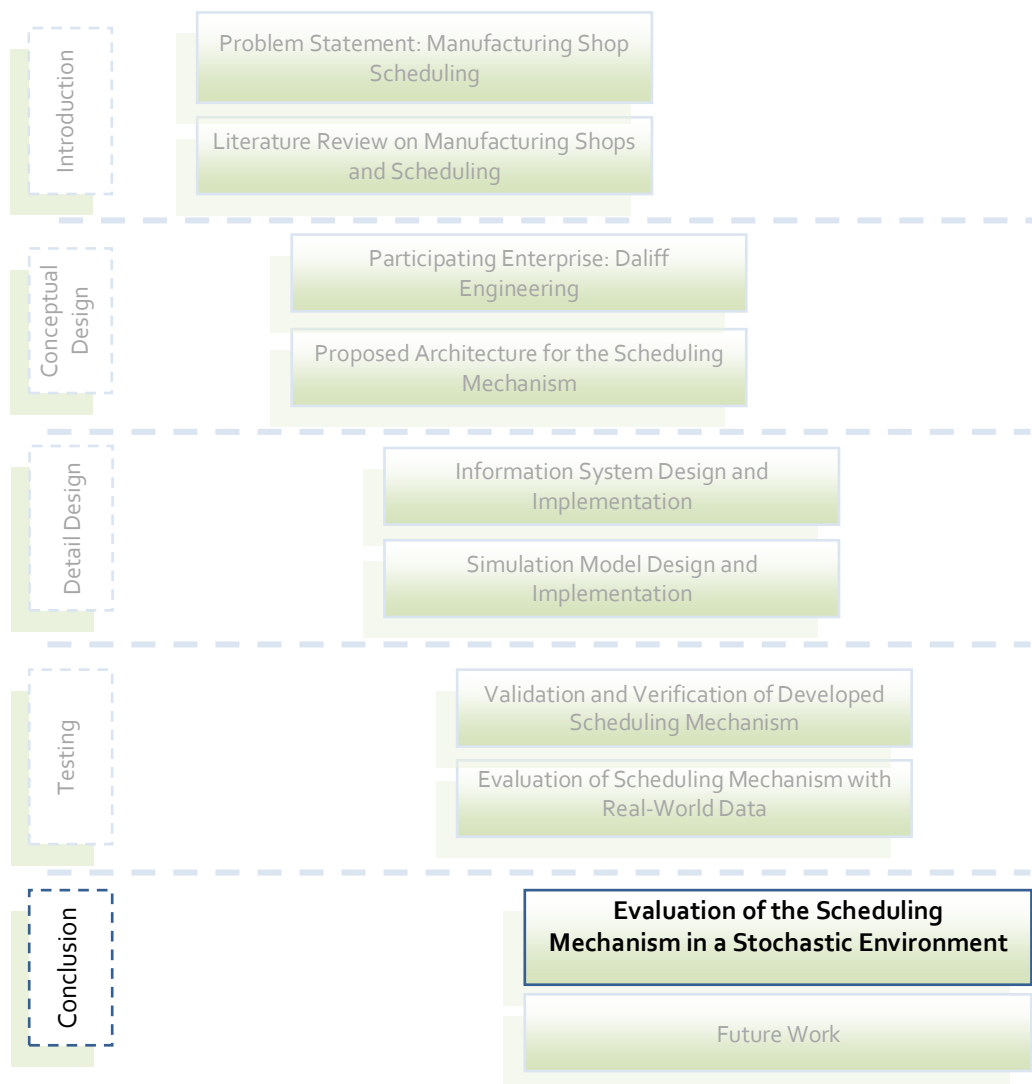 Introduction
Problem Statement: Manufacturing Shop
Scheduling
Literature Review on Manufacturing Shops
and Scheduling
Conceptual
Design
Participating Enterprise: Daliff
Engineering
Proposed Architecture for the Scheduling
Mechanism
Detail Design
Information System Design and
Implementation
Simulation Model Design and
Implementation
Testing
Validation and Verification of Developed
Scheduling Mechanism
Evaluation of Scheduling Mechanism with
Real-World Data
Conclusion
Evaluation of the Scheduling
Mechanism in a Stochastic Environment
Future Work